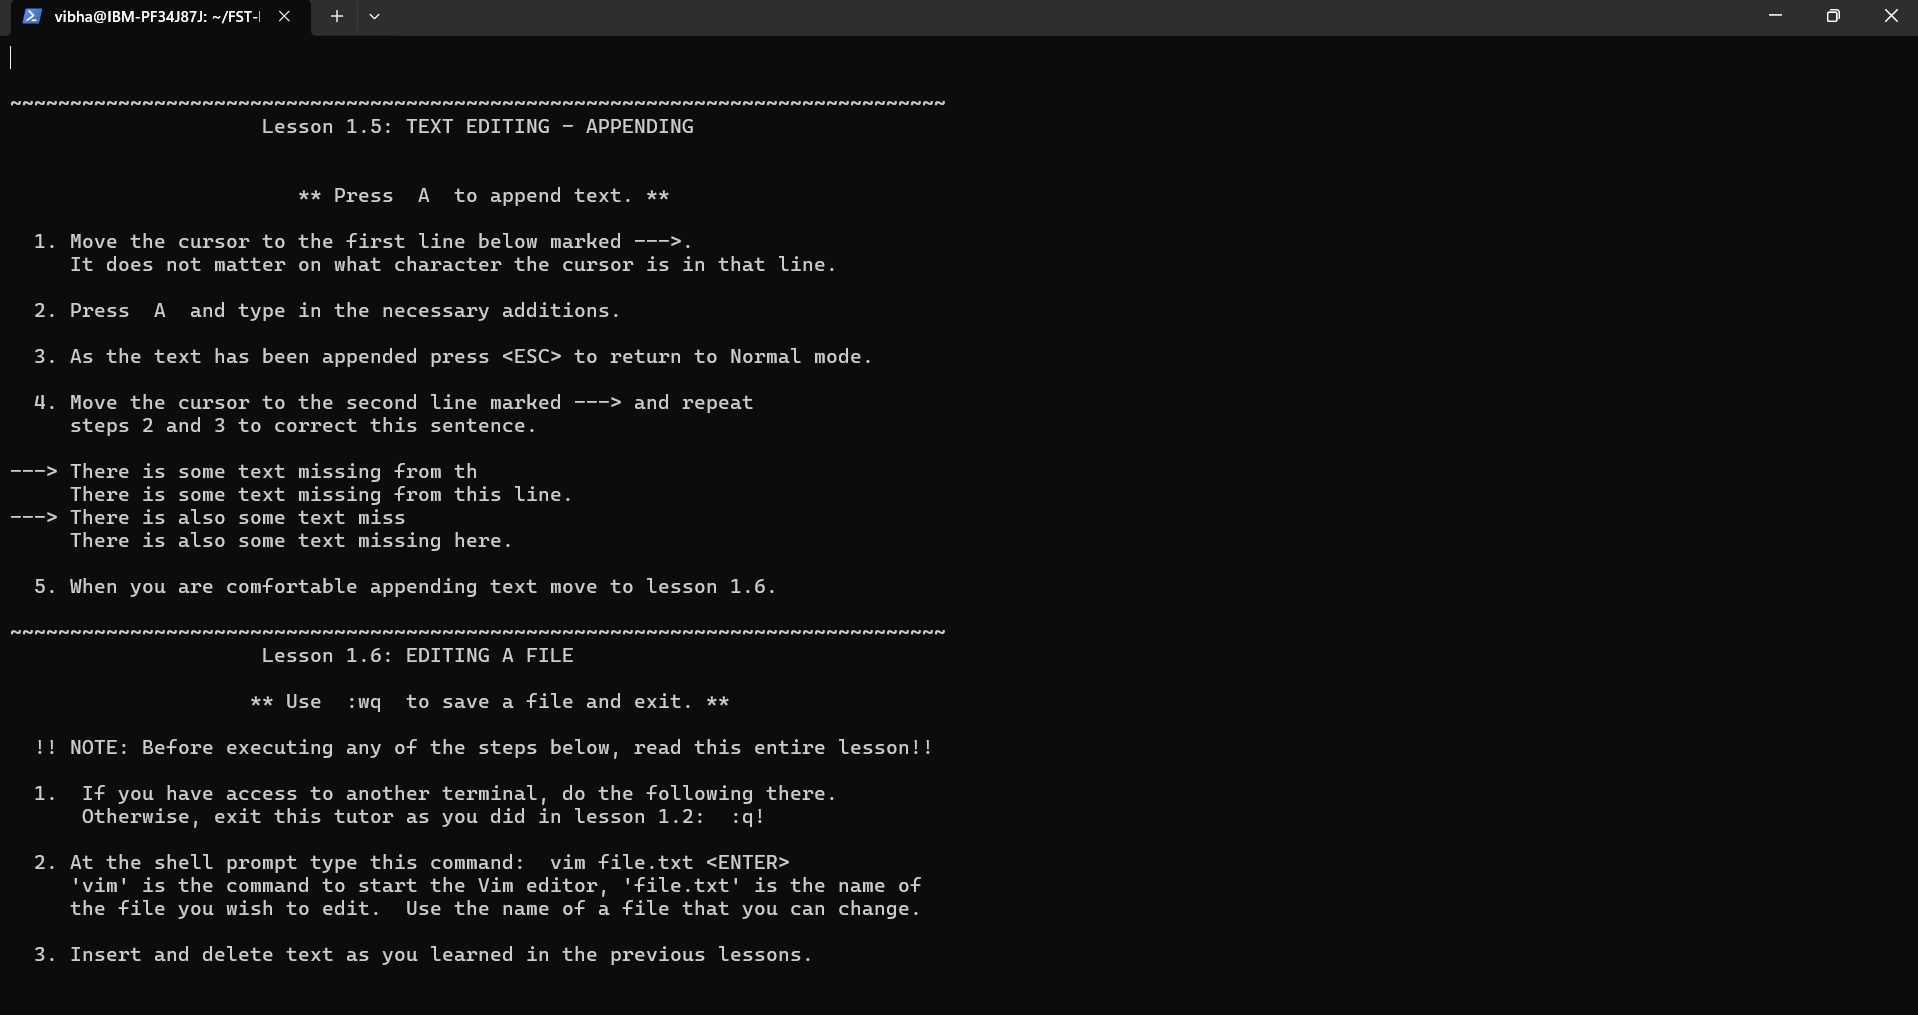 vibha@IBM-PF34J87J: ~/FST-
~~~~~~~~~~~~~~~~~~~~~~~~~~~~~~~~~~~~~~~~~~~~~~~~~~~~~~~~~~~~~~~~~~~~~~~~~~~~~~
Lesson 1.5: TEXT EDITING - APPENDING
** Press  A  to append text. **
1. Move the cursor to the first line below marked --->.
It does not matter on what character the cursor is in that line.
2. Press  A  and type in the necessary additions.
3. As the text has been appended press <ESC> to return to Normal mode.
4. Move the cursor to the second line marked ---> and repeat
steps 2 and 3 to correct this sentence.
---> There is some text missing from th
There is some text missing from this line.
---> There is also some text miss
There is also some text missing here.
5. When you are comfortable appending text move to lesson 1.6.
~~~~~~~~~~~~~~~~~~~~~~~~~~~~~~~~~~~~~~~~~~~~~~~~~~~~~~~~~~~~~~~~~~~~~~~~~~~~~~
Lesson 1.6: EDITING A FILE
** Use  :wq  to save a file and exit. **
!! NOTE: Before executing any of the steps below, read this entire lesson!!
1.  If you have access to another terminal, do the following there.
Otherwise, exit this tutor as you did in lesson 1.2:  :q!
2. At the shell prompt type this command:  vim file.txt <ENTER>
'vim' is the command to start the Vim editor, 'file.txt' is the name of
the file you wish to edit.  Use the name of a file that you can change.
3. Insert and delete text as you learned in the previous lessons.